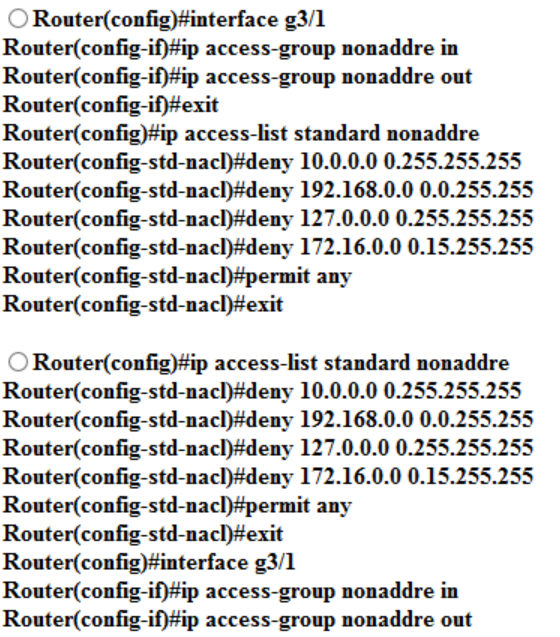 Router(config)#interface g3/1
Router(config-if)#ip access-group nonaddre in
Router(config-if)#ip access-group nonaddre out
Router(config-if)#exit
Router(config)#ip access-list standard nonaddre
Router(config-std-nacl)#deny 10.0.0.0 0.255.255.255
Router(config-std-nacl)#deny 192.168.0.0 0.0.255.255
Router(config-std-nacl)#deny 127.0.0.0 0.255.255.255
Router(config-std-nacl)#deny 172.16.0.0 0.15.255.255
Router(config-std-nacl)#permit any
Router(config-std-nacl)#exit
Router(config)#ip access-list standard nonaddre
Router(config-std-nacl)#deny 10.0.0.0 0.255.255.255
Router(config-std-nacl)#deny 192.168.0.0 0.0.255.255
Router(config-std-nacl)#deny 127.0.0.0 0.255.255.255
Router(config-std-nacl)#deny 172.16.0.0 0.15.255.255
Router(config-std-nacl)#permit any
Router(config-std-nacl)#exit
Router(config)#interface g3/1
Router(config-if)#ip access-group nonaddre in
Router(config-if)#ip access-group nonaddre out